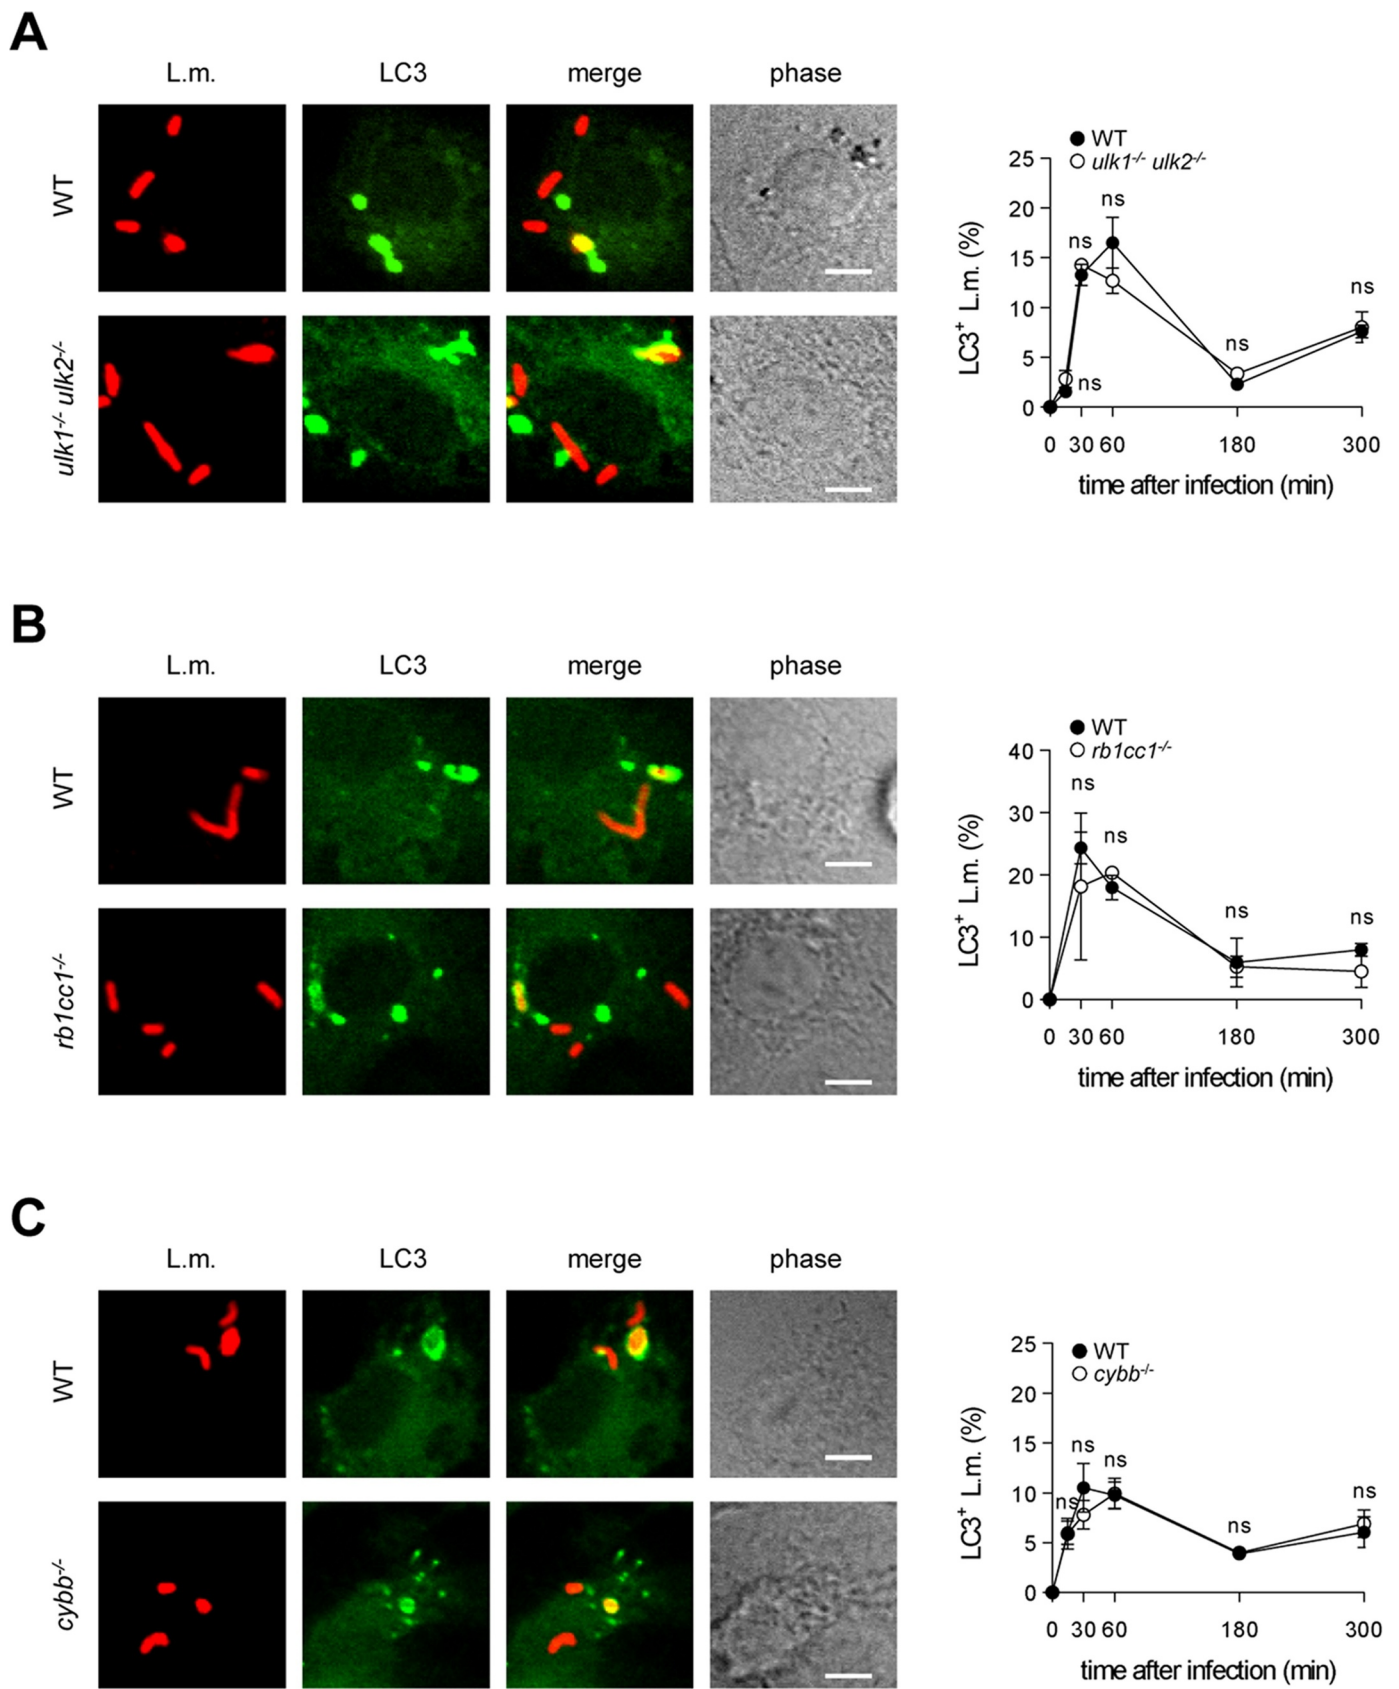 A
L.m. LC3 merge phase
WT
ulk1-/- ulk2-/-
WT
ulk1-/- ulk2-/-
25
20
15
10
5
0
LC3+ L.m. (%)
ns
ns
ns
ns
ns
0 30 60 180 300
time after infection (min)
B
L.m. LC3 merge phase
WT
rb1cc1-/-
WT
rb1cc1-/-
40
30
20
10
0
LC3+ L.m. (%)
ns
ns
ns
ns
0 30 60 180 300
time after infection (min)
C
L.m. LC3 merge phase
WT
cybb-/-
WT
cybb-/-
25
20
15
10
5
0
LC3+ L.m. (%)
ns
ns
ns
ns
ns
0 30 60 180 300
time after infection (min)